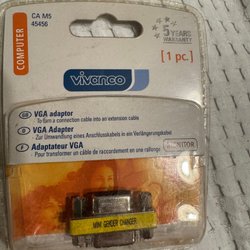 CA M5
45456
COMPUTER
5 YEARS
WARRANTY
[1 pc.]
vivanco
GB VGA adaptor
- To form a connection cable into an extension cable
D VGA Adapter
- Zur Umwandlung eines Anschlusskabels in ein Verlängerungskabel
F Adaptateur VGA
- Pour transformer un câble de raccordement en une rallonge
MONITOR
MINI GENDER CHANGER